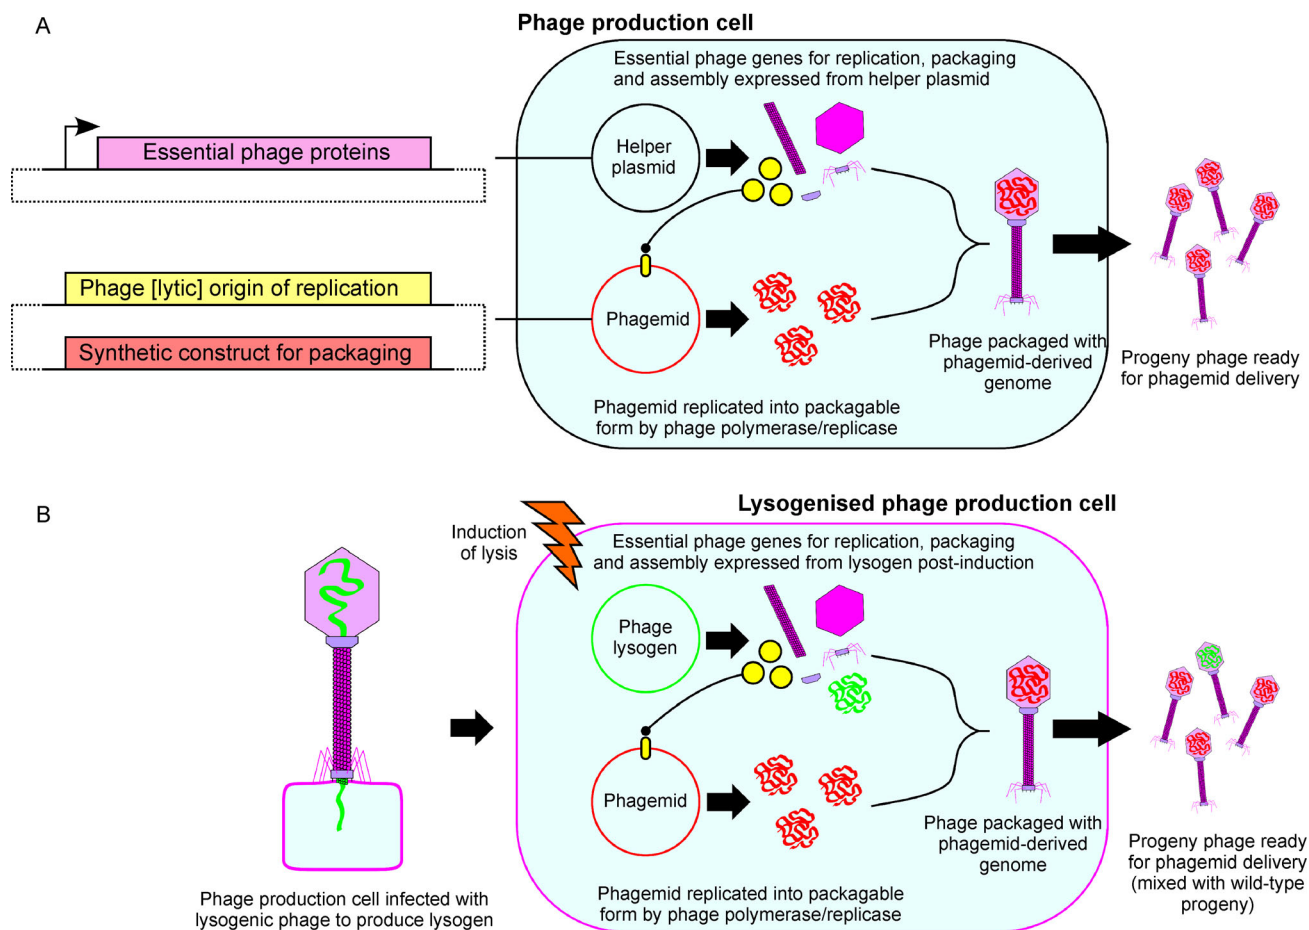 A
Phage production cell
Essential phage genes for replication, packaging
and assembly expressed from helper plasmid
Essential phage proteins
Helper
plasmid
Phage [lytic] origin of replication
Synthetic construct for packaging
Phagemid
Phage packaged with
phagemid-derived
genome
Progeny phage ready
for phagemid delivery
Phagemid replicated into packagable
form by phage polymerase/replicase
B
Lysogenised phage production cell
Induction
of lysis
Essential phage genes for replication, packaging
and assembly expressed from lysogen post-induction
Phage
lysogen
Phagemid
Phage packaged with
phagemid-derived
genome
Progeny phage ready
for phagemid delivery
(mixed with wild-type
progeny)
Phage production cell infected with
lysogenic phage to produce lysogen
Phagemid replicated into packagable
form by phage polymerase/replicase